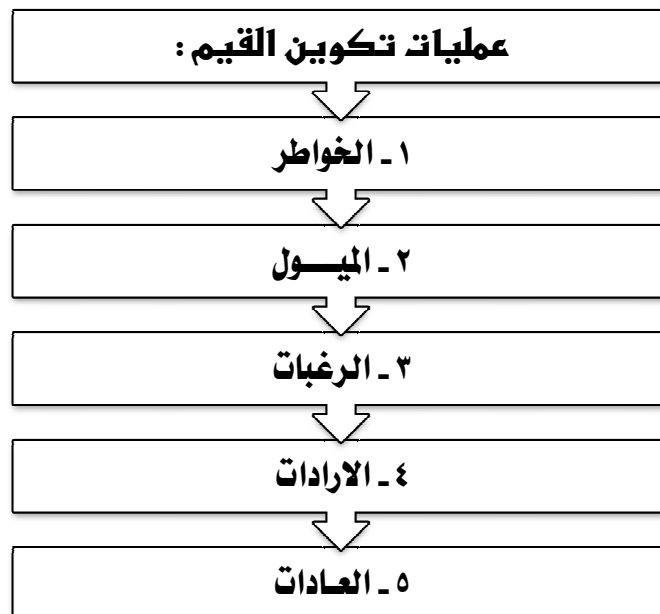 عمليات تكوين القيم :
١ ـ الخواطر
٢ ـ الميـــول
٣ ـ الرغبات
٤ ـ الارادات
٥ ـ العـادات